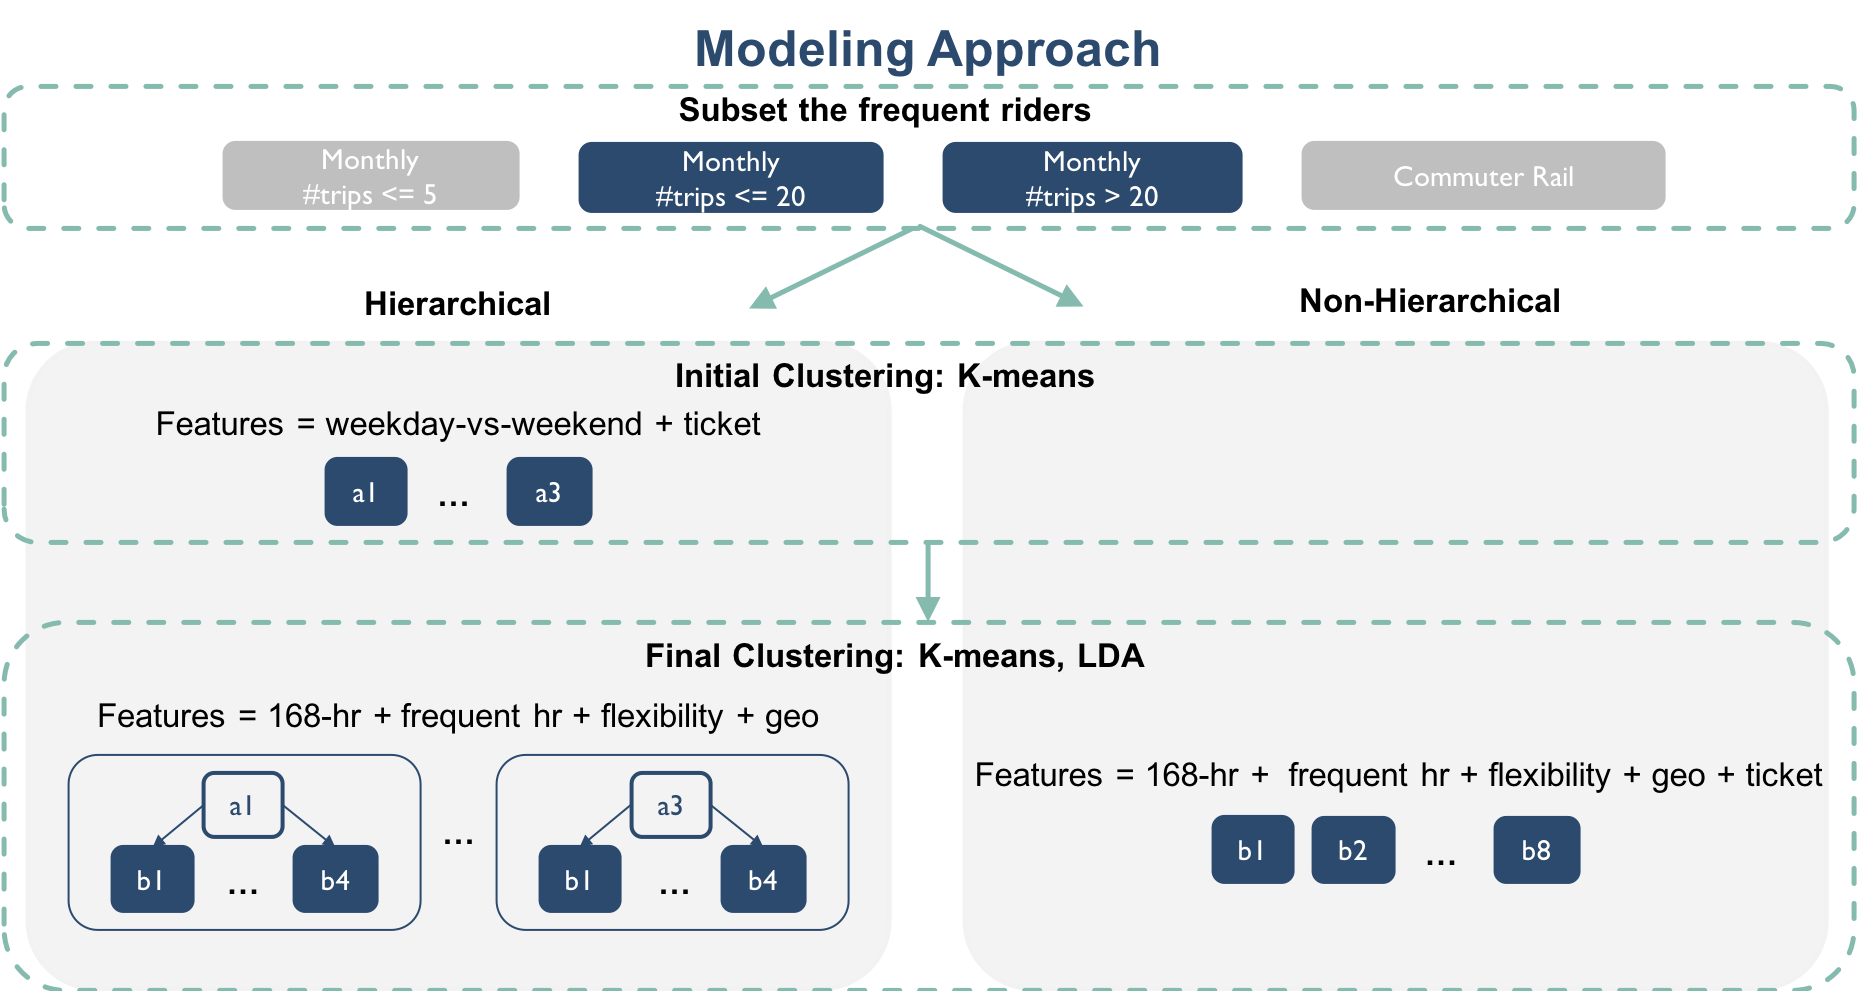 Modeling Approach
Subset the frequent riders
Monthly
#trips <= 5
Monthly
#trips <= 20
Monthly
#trips > 20
Commuter Rail
Hierarchical
Non-Hierarchical
Initial Clustering: K-means
Features = weekday-vs-weekend + ticket
a1
...
a3
Final Clustering: K-means, LDA
Features = 168-hr + frequent hr + flexibility + geo
a1
b1
...
b4
...
a3
b1
...
b4
Features = 168-hr + frequent hr + flexibility + geo + ticket
b1
b2
...
b8